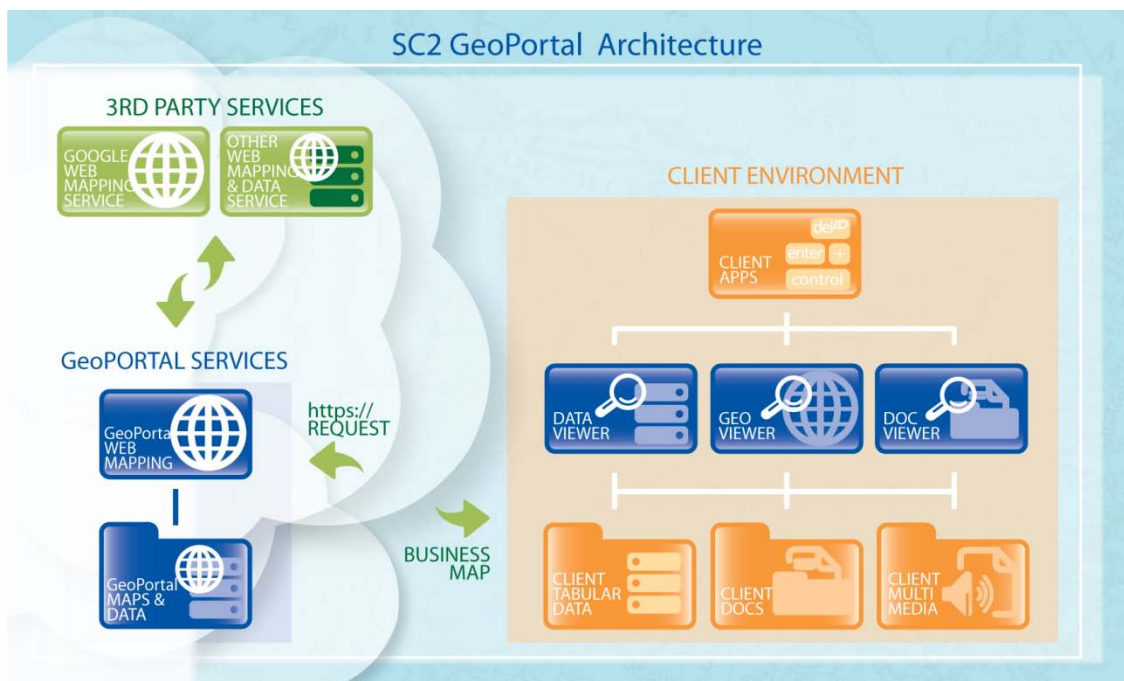 SC2 GeoPortal Architecture
3RD PARTY SERVICES
GOOGLE
WEB
MAPPING
SERVICE
OTHER
WEB
MAPPING
& DATA
SERVICE
CLIENT ENVIRONMENT
CLIENT
APPS
del
enter +
control
GeoPORTAL SERVICES
GeoPortal
WEB
MAPPING
https://
REQUEST
DATA
VIEWER
GEO
VIEWER
DOC
VIEWER
GeoPortal
MAPS &
DATA
BUSINESS
MAP
CLIENT
TABULAR
DATA
CLIENT
DOCS
CLIENT
MULTI
MEDIA